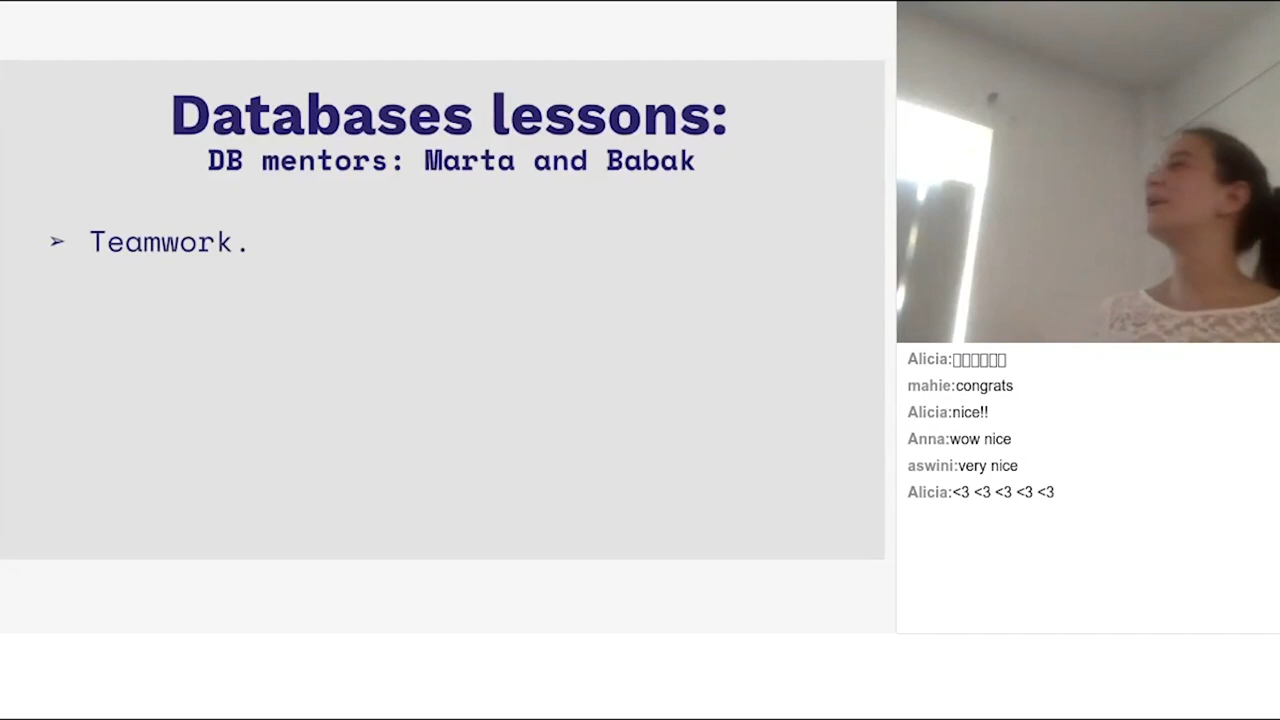 Databases lessons:
DB mentors: Marta and Babak
➢ Teamwork.
Alicia:▯▯▯▯▯▯
mahie:congrats
Alicia:nice!!
Anna:wow nice
aswini:very nice
Alicia:<3 <3 <3 <3 <3